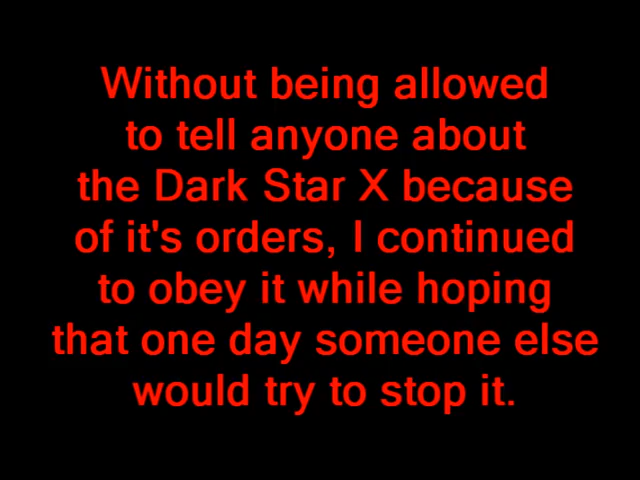 Without being allowed
to tell anyone about
the Dark Star X because
of it's orders, I continued
to obey it while hoping
that one day someone else
would try to stop it.